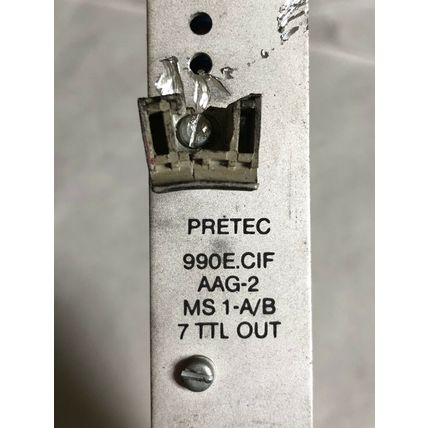 PRETEC
990E.CIF
AAG-2
MS 1-A/B
7 TTL OUT